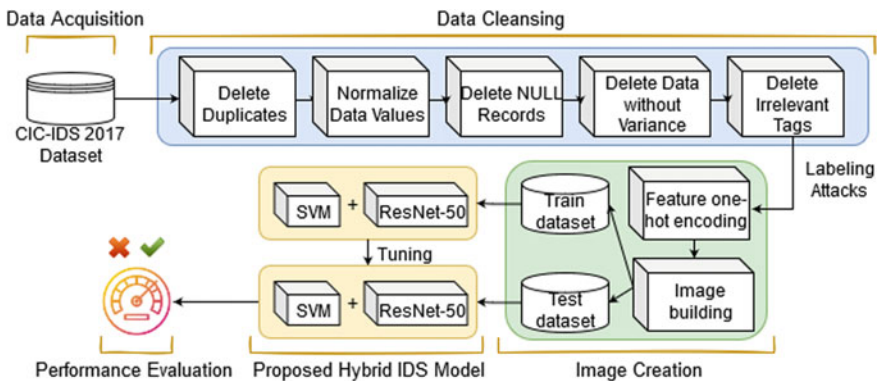 Data Acquisition
Data Cleansing
CIC-IDS 2017
Dataset
Delete
Duplicates
Normalize
Data Values
Delete NULL
Records
Delete Data
without
Variance
Delete
Irrelevant
Tags
Labeling
Attacks
SVM
+
ResNet-50
Train
dataset
Feature one-
hot encoding
Tuning
SVM
+
ResNet-50
Test
dataset
Image
building
Performance Evaluation
Proposed Hybrid IDS Model
Image Creation